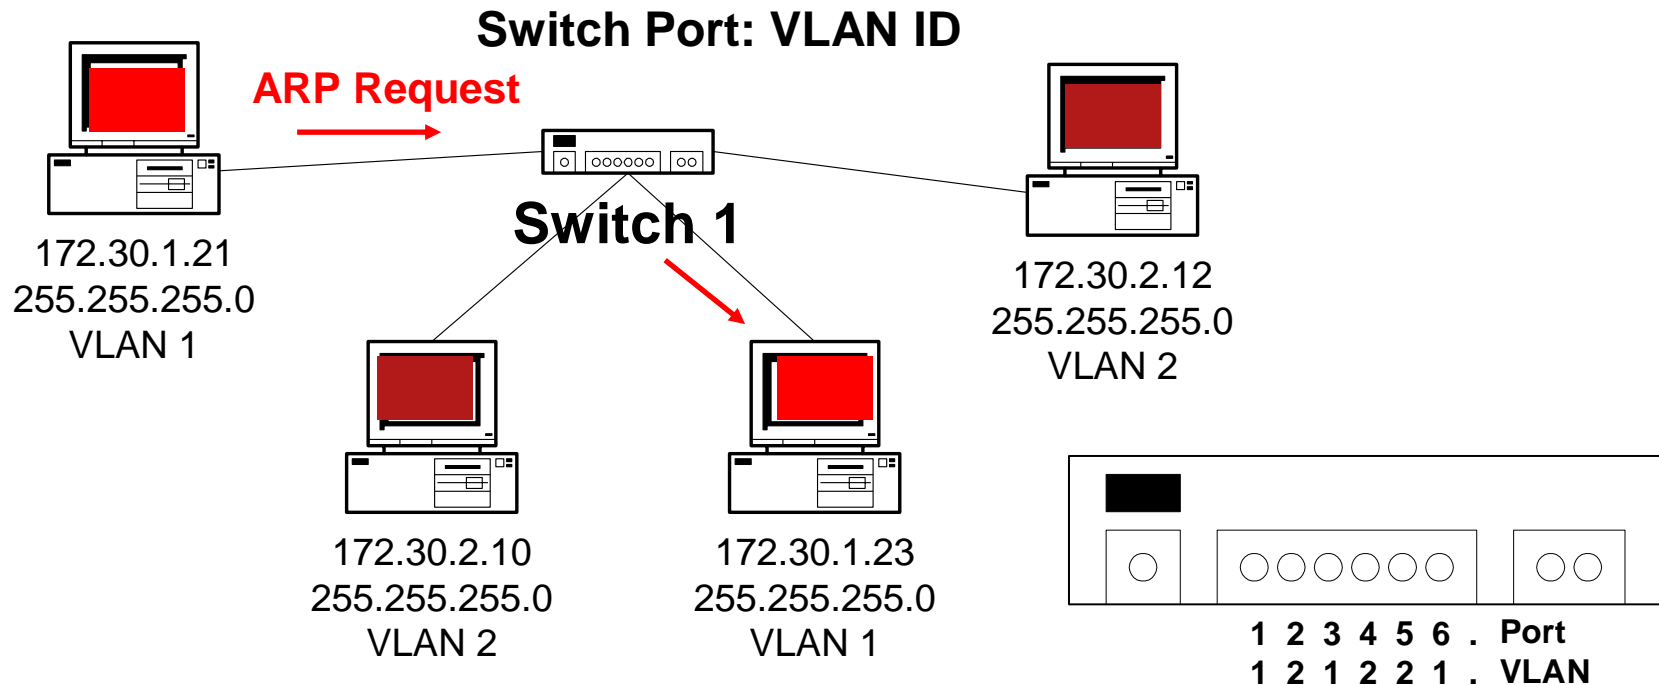 Switch Port: VLAN ID
ARP Request
Switch 1
172.30.1.21
255.255.255.0
VLAN 1
172.30.2.12
255.255.255.0
VLAN 2
172.30.2.10
255.255.255.0
VLAN 2
172.30.1.23
255.255.255.0
VLAN 1
1 2 3 4 5 6 . Port
1 2 1 2 2 1 . VLAN